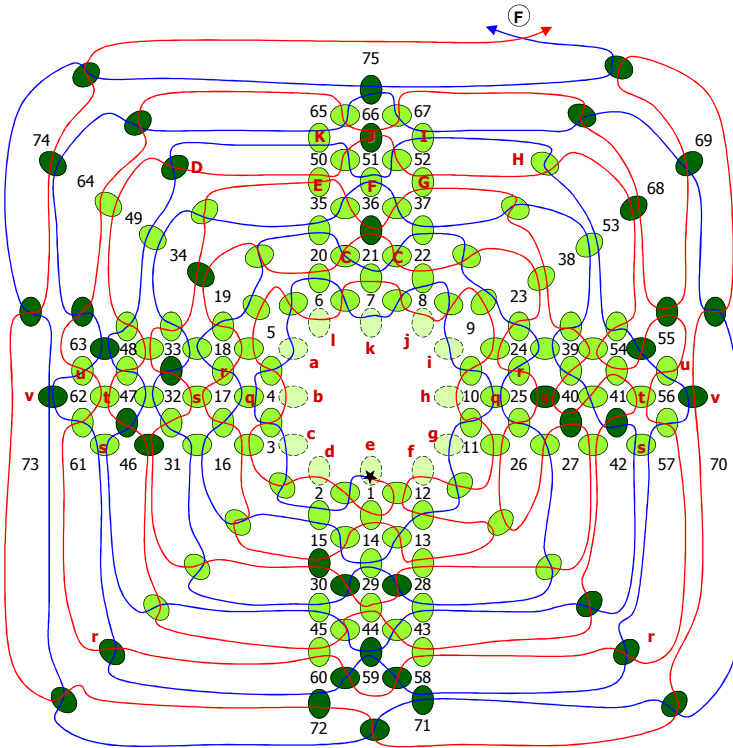 F
75
65 66 67
K J I
74 69
50 51 52 H
D
64 E F G 68
49 35 36 37 53
34 20 C 21 C 22 38
19 6 7 8 23
l k j
5 9
63 48 33 18 a i 24 39 54 55
u r r u
v 62 t 47 32 s 17 q 4 b h 10 q 25 s 40 41 t 56 v
s 61 46 31 16 3 c g 11 26 27 42 s 57
73 d e f 70
2 1 12
15 14 13
30 29 28
r 45 44 43 r
60 59 58
72 71